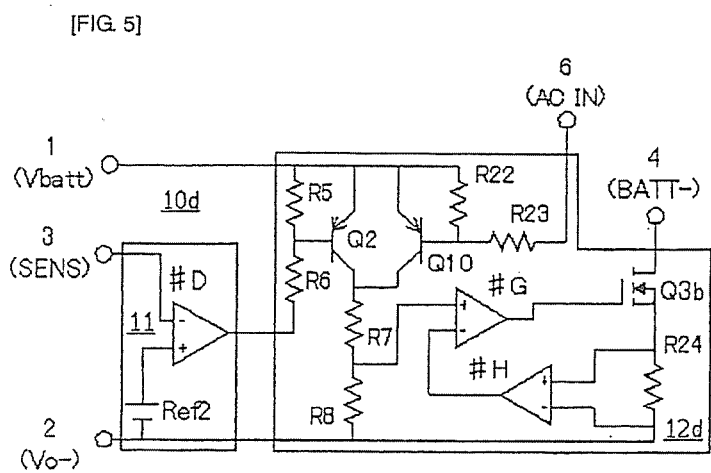 [FIG. 5]
6
(AC IN)
1
(Vbatt)
4
(BATT-)
10d
R5
R22
R23
3
(SENS)
Q2
Q10
#D
R6
#G
Q3b
11
-
+
R7
+
-
#H
R24
+
-
Ref2
R8
12d
2
(Vo-)